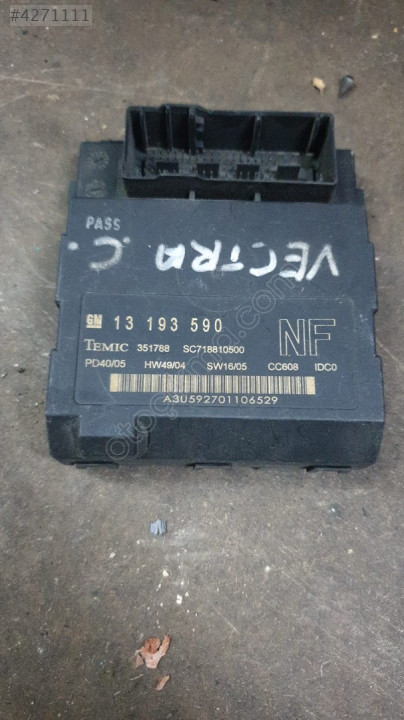 #4271111
PASS
VECTRA C.
GM 13 193 590 NF
TEMIC 351788 SC718810500
PD40/05 HW49/04 SW16/05 CC608 IDC0
A3U592701106529